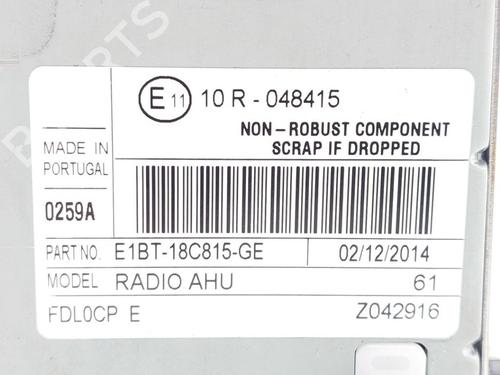 E 11 10 R - 048415
NON-ROBUST COMPONENT
SCRAP IF DROPPED
MADE IN
PORTUGAL
0259A
PART NO. E1BT-18C815-GE 02/12/2014
MODEL RADIO AHU 61
FDL0CP E Z042916